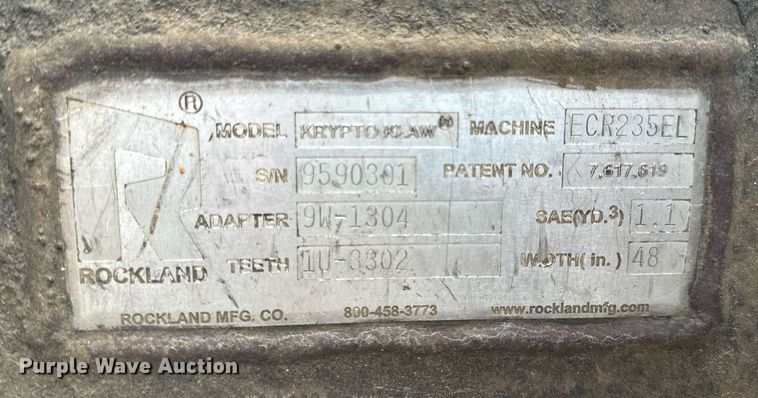 ®
MODEL KRYPTO KLAW® MACHINE ECR235EL
S/N 9590301 PATENT NO. 7,617,619
ADAPTER 9W-1304 SAE(YD.³) 1.1
ROCKLAND TEETH 1U-3302 WIDTH( in.) 48
ROCKLAND MFG. CO. 800-458-3773 www.rocklandmfg.com
Purple Wave Auction®